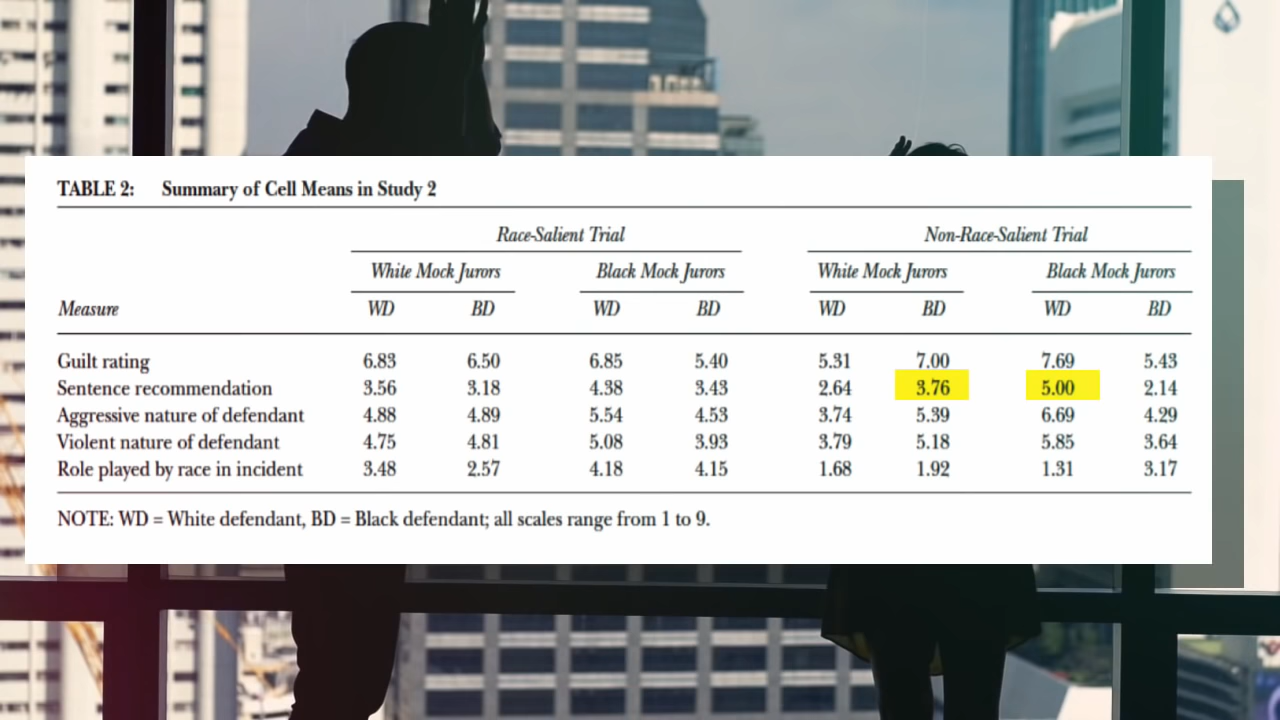 TABLE 2: Summary of Cell Means in Study 2
Race-Salient Trial Non-Race-Salient Trial
White Mock Jurors Black Mock Jurors White Mock Jurors Black Mock Jurors
Measure WD BD WD BD WD BD WD BD
Guilt rating 6.83 6.50 6.85 5.40 5.31 7.00 7.69 5.43
Sentence recommendation 3.56 3.18 4.38 3.43 2.64 3.76 5.00 2.14
Aggressive nature of defendant 4.88 4.89 5.54 4.53 3.74 5.39 6.69 4.29
Violent nature of defendant 4.75 4.81 5.08 3.93 3.79 5.18 5.85 3.64
Role played by race in incident 3.48 2.57 4.18 4.15 1.68 1.92 1.31 3.17
NOTE: WD = White defendant, BD = Black defendant; all scales range from 1 to 9.